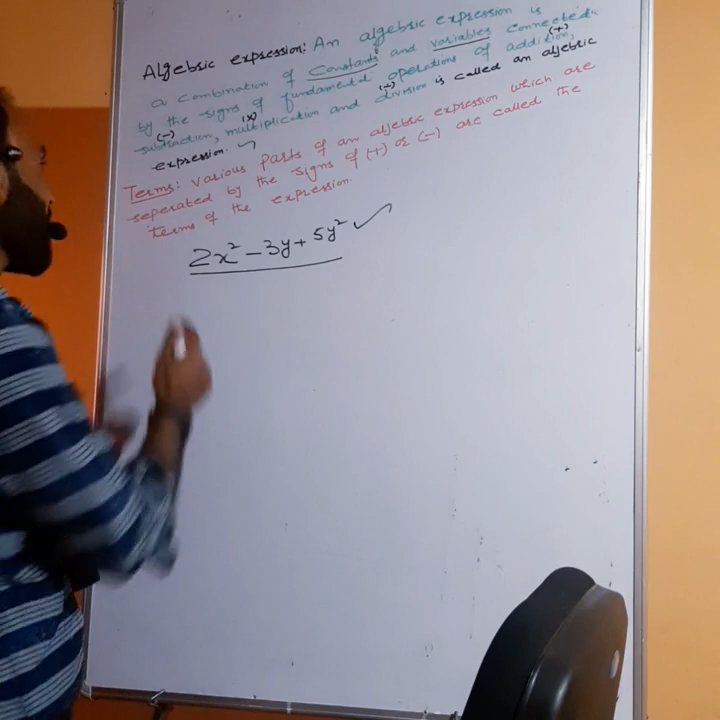 Algebric expression: An algebric expression is
a combination of constants and variables connected
by the signs of fundamental operations of addition,
(+)
(-) (x) (÷)
subtraction, multiplication and division is called an algebric
expression.
Terms: various parts of an algebric expression which are
seperated by the signs of (+) or (-) are called the
terms of the expression.
2x² - 3y + 5y²